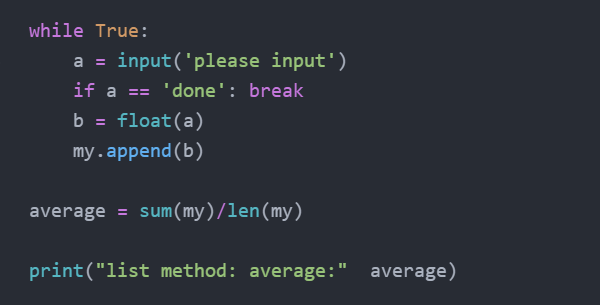 while True:
    a = input('please input')
    if a == 'done': break
    b = float(a)
    my.append(b)
average = sum(my)/len(my)
print("list method: average:"  average)